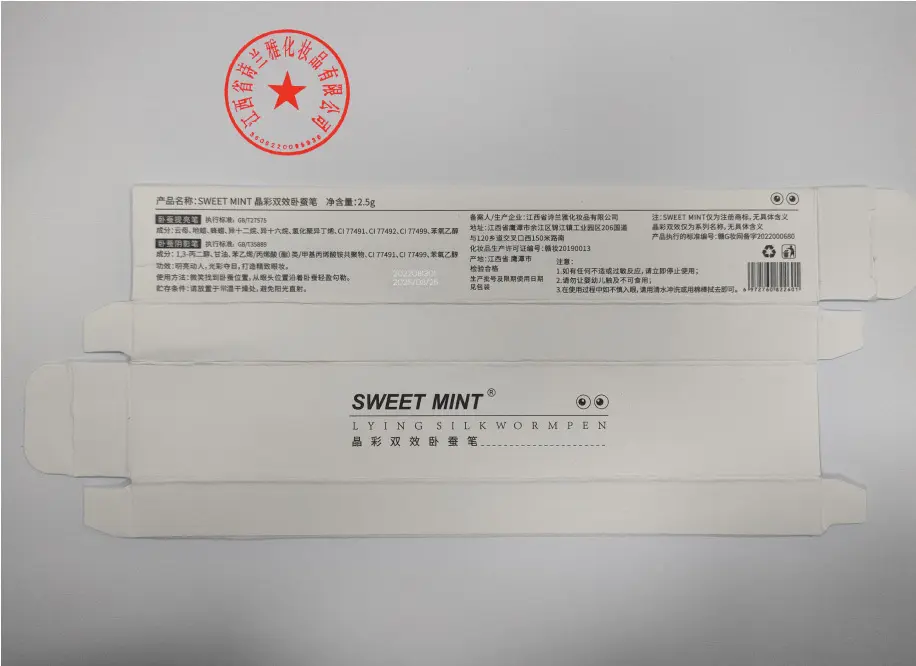 江西省诗兰雅化妆品有限公司
产品名称：SWEET MINT 晶彩双效卧蚕笔 净含量：2.5g
卧蚕提亮笔 执行标准：GB/T27575
成分：云母、地蜡、蜂蜡、异十二烷、异十六烷、氢化聚异丁烯、CI 77491、CI 77492、CI 77499、苯氧乙醇
卧蚕阴影笔 执行标准：GB/T35889
成分：1,3-丙二醇、甘油、苯乙烯/丙烯酸（酯）类/甲基丙烯酸铵共聚物、CI 77491、CI 77499、苯氧乙醇
功效：明亮动人，光彩夺目，打造精致眼妆。
使用方法：微笑找到卧蚕位置，从眼头位置沿着卧蚕轻盈勾勒。
贮存条件：请放置于常温干燥处，避免阳光直射。
备案人/生产企业：江西省诗兰雅化妆品有限公司
地址：江西省鹰潭市余江区锦江镇工业园区206国道
与120乡道交叉口西150米路南
化妆品生产许可证编号：赣妆20190013
产地：江西省 鹰潭市
检验合格
生产批号及限期使用日期
见包装
注意：
1.如有任何不适或过敏反应，请立即停止使用；
2.请勿让婴幼儿触及不可食用；
3.在使用过程中如不慎入眼，请用清水冲洗或用棉棒拭去即可。
注：SWEET MINT仅为注册商标，无具体含义
晶彩双效仅为系列名称，无具体含义
产品执行的标准编号：赣G妆网备字2022000660
6 972760 822601
SWEET MINT®
LYING SILKWORMPEN
晶彩双效卧蚕笔